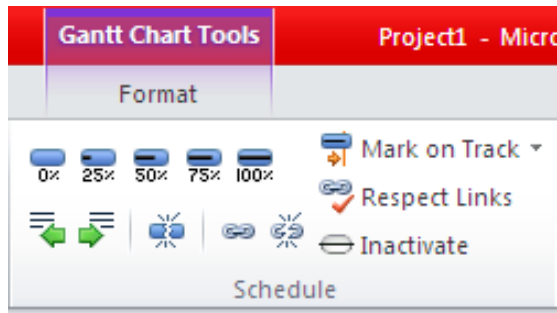 Gantt Chart Tools
Project1 - Micro
Format
0% 25% 50% 75% 100%
Mark on Track
Respect Links
Inactivate
Schedule